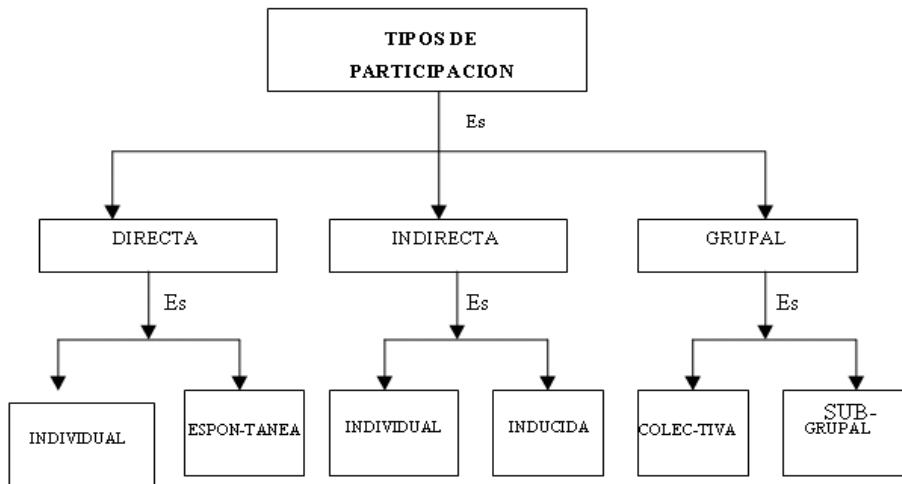 TIPOS DE
PARTICIPACION
Es
DIRECTA
INDIRECTA
GRUPAL
Es
Es
Es
INDIVIDUAL
ESPON-TANEA
INDIVIDUAL
INDUCIDA
COLEC-TIVA
SUB-
GRUPAL